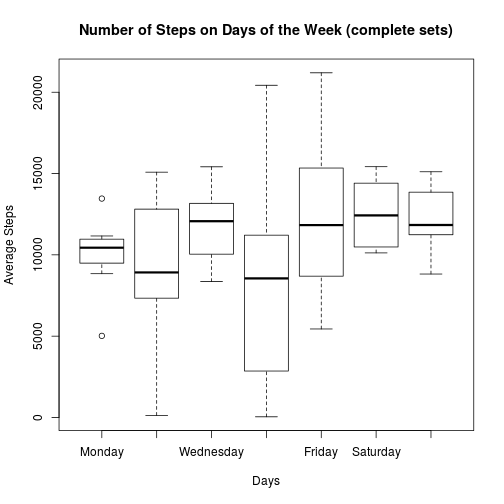 Number of Steps on Days of the Week (complete sets)
Average Steps
20000
15000
10000
5000
0
Monday Wednesday Friday Saturday
Days